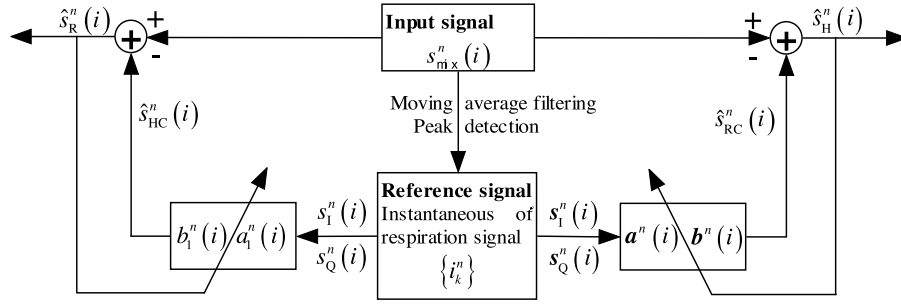 ŝ_R^n(i)
+
+
-
Input signal
s_mix^n(i)
+
-
+
ŝ_H^n(i)
Moving average filtering
Peak detection
ŝ_HC^n(i)
ŝ_RC^n(i)
Reference signal
Instantaneous of
respiration signal
{i_k^n}
b_1^n(i) a_1^n(i)
s_I^n(i)
s_Q^n(i)
s_I^n(i)
s_Q^n(i)
a^n(i) b^n(i)